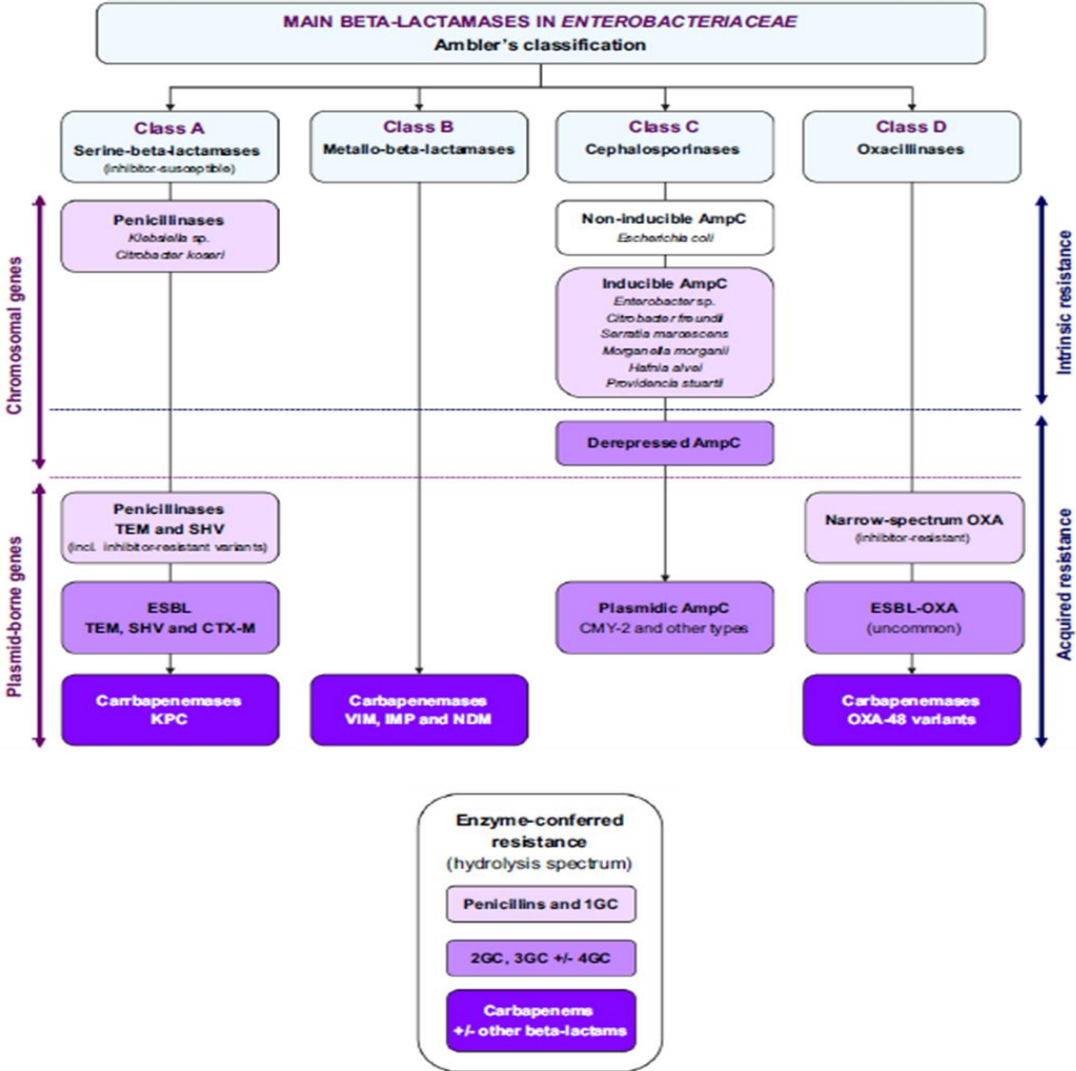 MAIN BETA-LACTAMASES IN ENTEROBACTERIACEAE
Ambler's classification
Class A
Serine-beta-lactamases
(inhibitor-susceptible)
Class B
Metallo-beta-lactamases
Class C
Cephalosporinases
Class D
Oxacillinases
Chromosomal genes
Penicillinases
Klebsiella sp.
Citrobacter koseri
Non-inducible AmpC
Escherichia coli
Inducible AmpC
Enterobacter sp.
Citrobacter freundii
Serratia marcescens
Morganella morganii
Hafnia alvei
Providencia stuartii
Intrinsic resistance
Derepressed AmpC
Plasmid-borne genes
Penicillinases
TEM and SHV
(incl. inhibitor-resistant variants)
Narrow-spectrum OXA
(inhibitor-resistant)
ESBL
TEM, SHV and CTX-M
Plasmidic AmpC
CMY-2 and other types
ESBL-OXA
(uncommon)
Acquired resistance
Carrbapenemases
KPC
Carbapenemases
VIM, IMP and NDM
Carbapenemases
OXA-48 variants
Enzyme-conferred
resistance
(hydrolysis spectrum)
Penicillins and 1GC
2GC, 3GC +/- 4GC
Carbapenems
+/- other beta-lactams